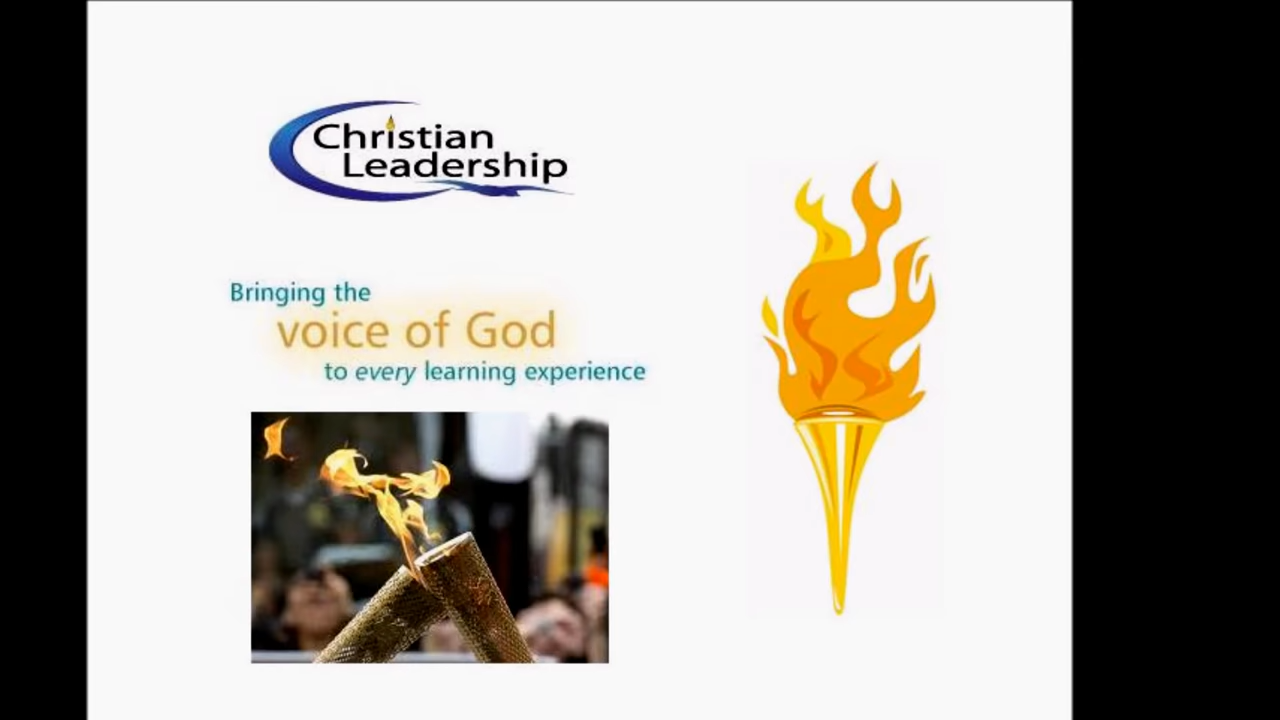 Christian
Leadership
Bringing the
voice of God
to every learning experience